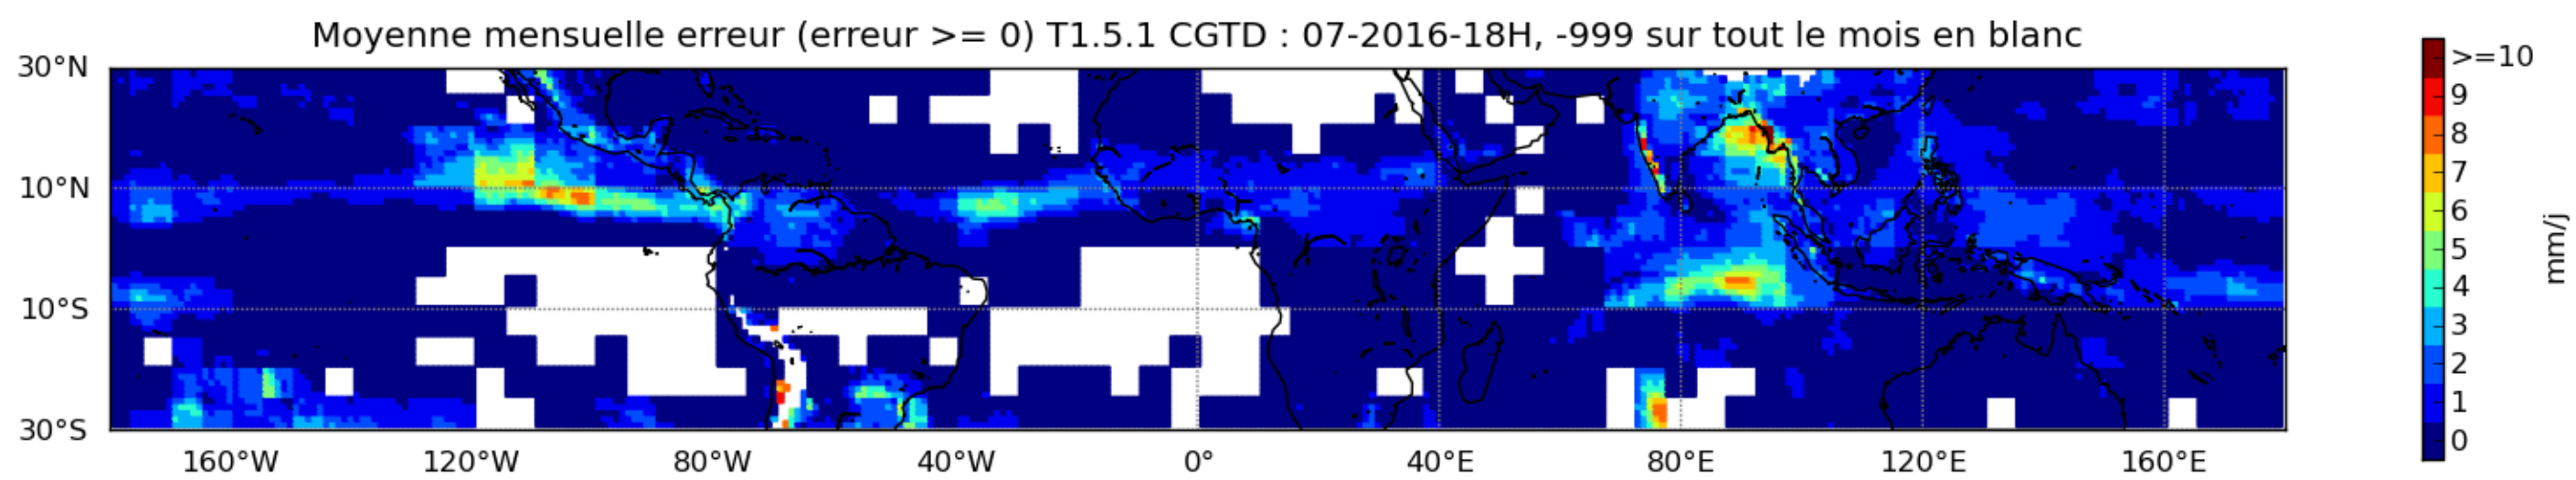 Moyenne mensuelle erreur (erreur >= 0) T1.5.1 CGTD : 07-2016-18H, -999 sur tout le mois en blanc
30°N
10°N
10°S
30°S
160°W 120°W 80°W 40°W 0° 40°E 80°E 120°E 160°E
>=10
9
8
7
6
5
4
3
2
1
0
mm/j